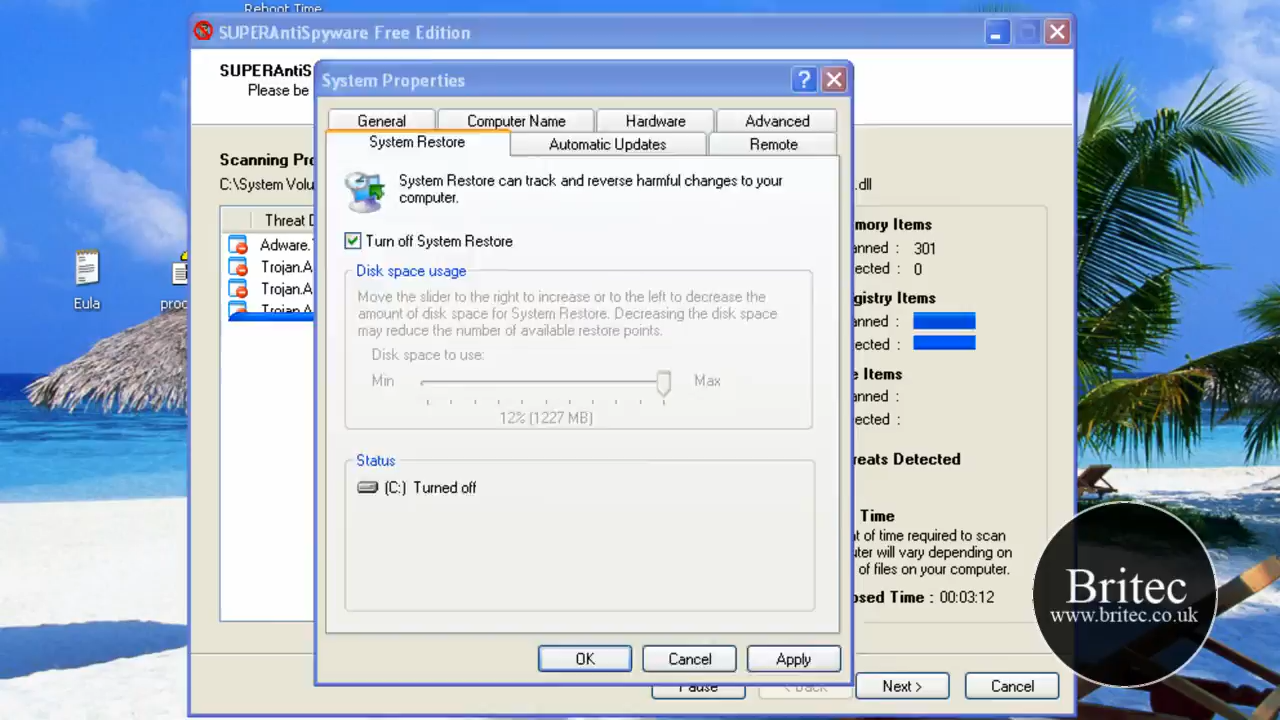 Reboot Time
SUPERAntiSpyware Free Edition
SUPERAntiS
Please be
System Properties
General
Computer Name
Hardware
Advanced
System Restore
Automatic Updates
Remote
System Restore can track and reverse harmful changes to your
computer.
Turn off System Restore
Disk space usage
Move the slider to the right to increase or to the left to decrease the
amount of disk space for System Restore. Decreasing the disk space
may reduce the number of available restore points.
Disk space to use:
Min
Max
12% (1227 MB)
Status
(C:) Turned off
OK
Cancel
Apply
Scanning Pro
C:\System Volu
.dll
Threat D
Adware.
Trojan.A
Trojan.A
Trojan.A
mory Items
anned : 301
ected : 0
gistry Items
anned :
ected :
e Items
anned :
ected :
reats Detected
Time
nt of time required to scan
uter will vary depending on
of files on your computer.
psed Time : 00:03:12
Pause
< Back
Next >
Cancel
Eula
proc
Britec
www.britec.co.uk